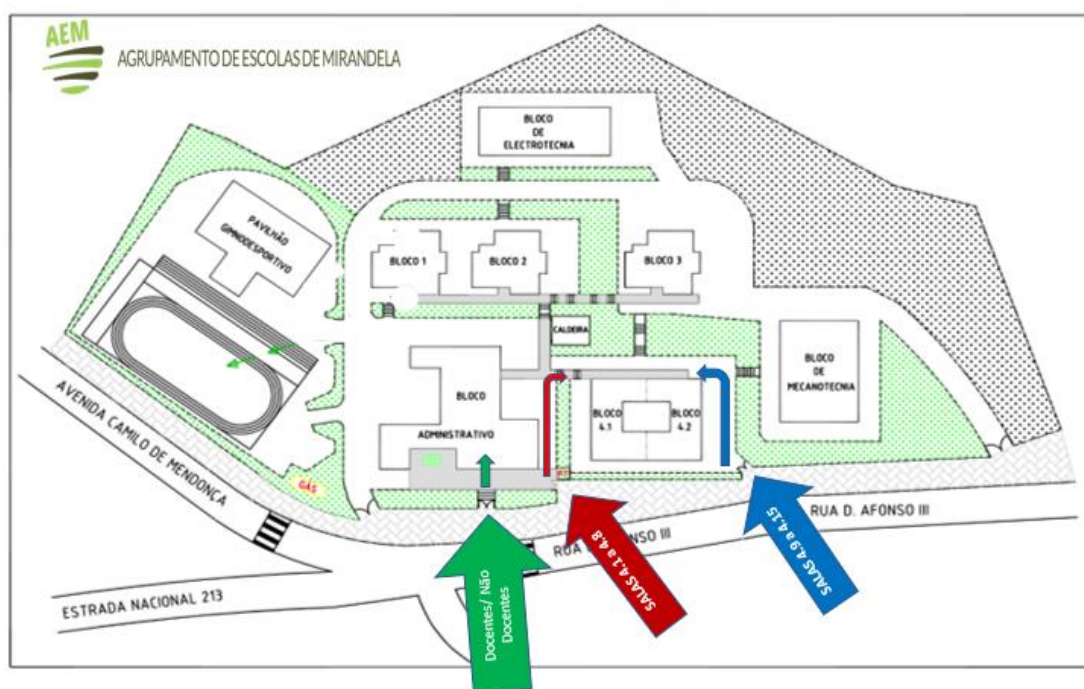 AEM
AGRUPAMENTO DE ESCOLAS DE MIRANDELA
BLOCO
DE
ELECTROTECNIA
PAVILHÃO
GIMNODESPORTIVO
BLOCO 1
BLOCO 2
BLOCO 3
CALDEIRA
BLOCO
DE
MECANOTECNIA
BLOCO
ADMINISTRATIVO
BLOCO
4.1
BLOCO
4.2
AVENIDA CAMILO DE MENDONÇA
GÁS
RUA D. AFONSO III
NSO III
RUA
ESTRADA NACIONAL 213
Docentes/ Não
Docentes
SALAS 4.1 a 4.8
SALAS 4.9 a 4.15